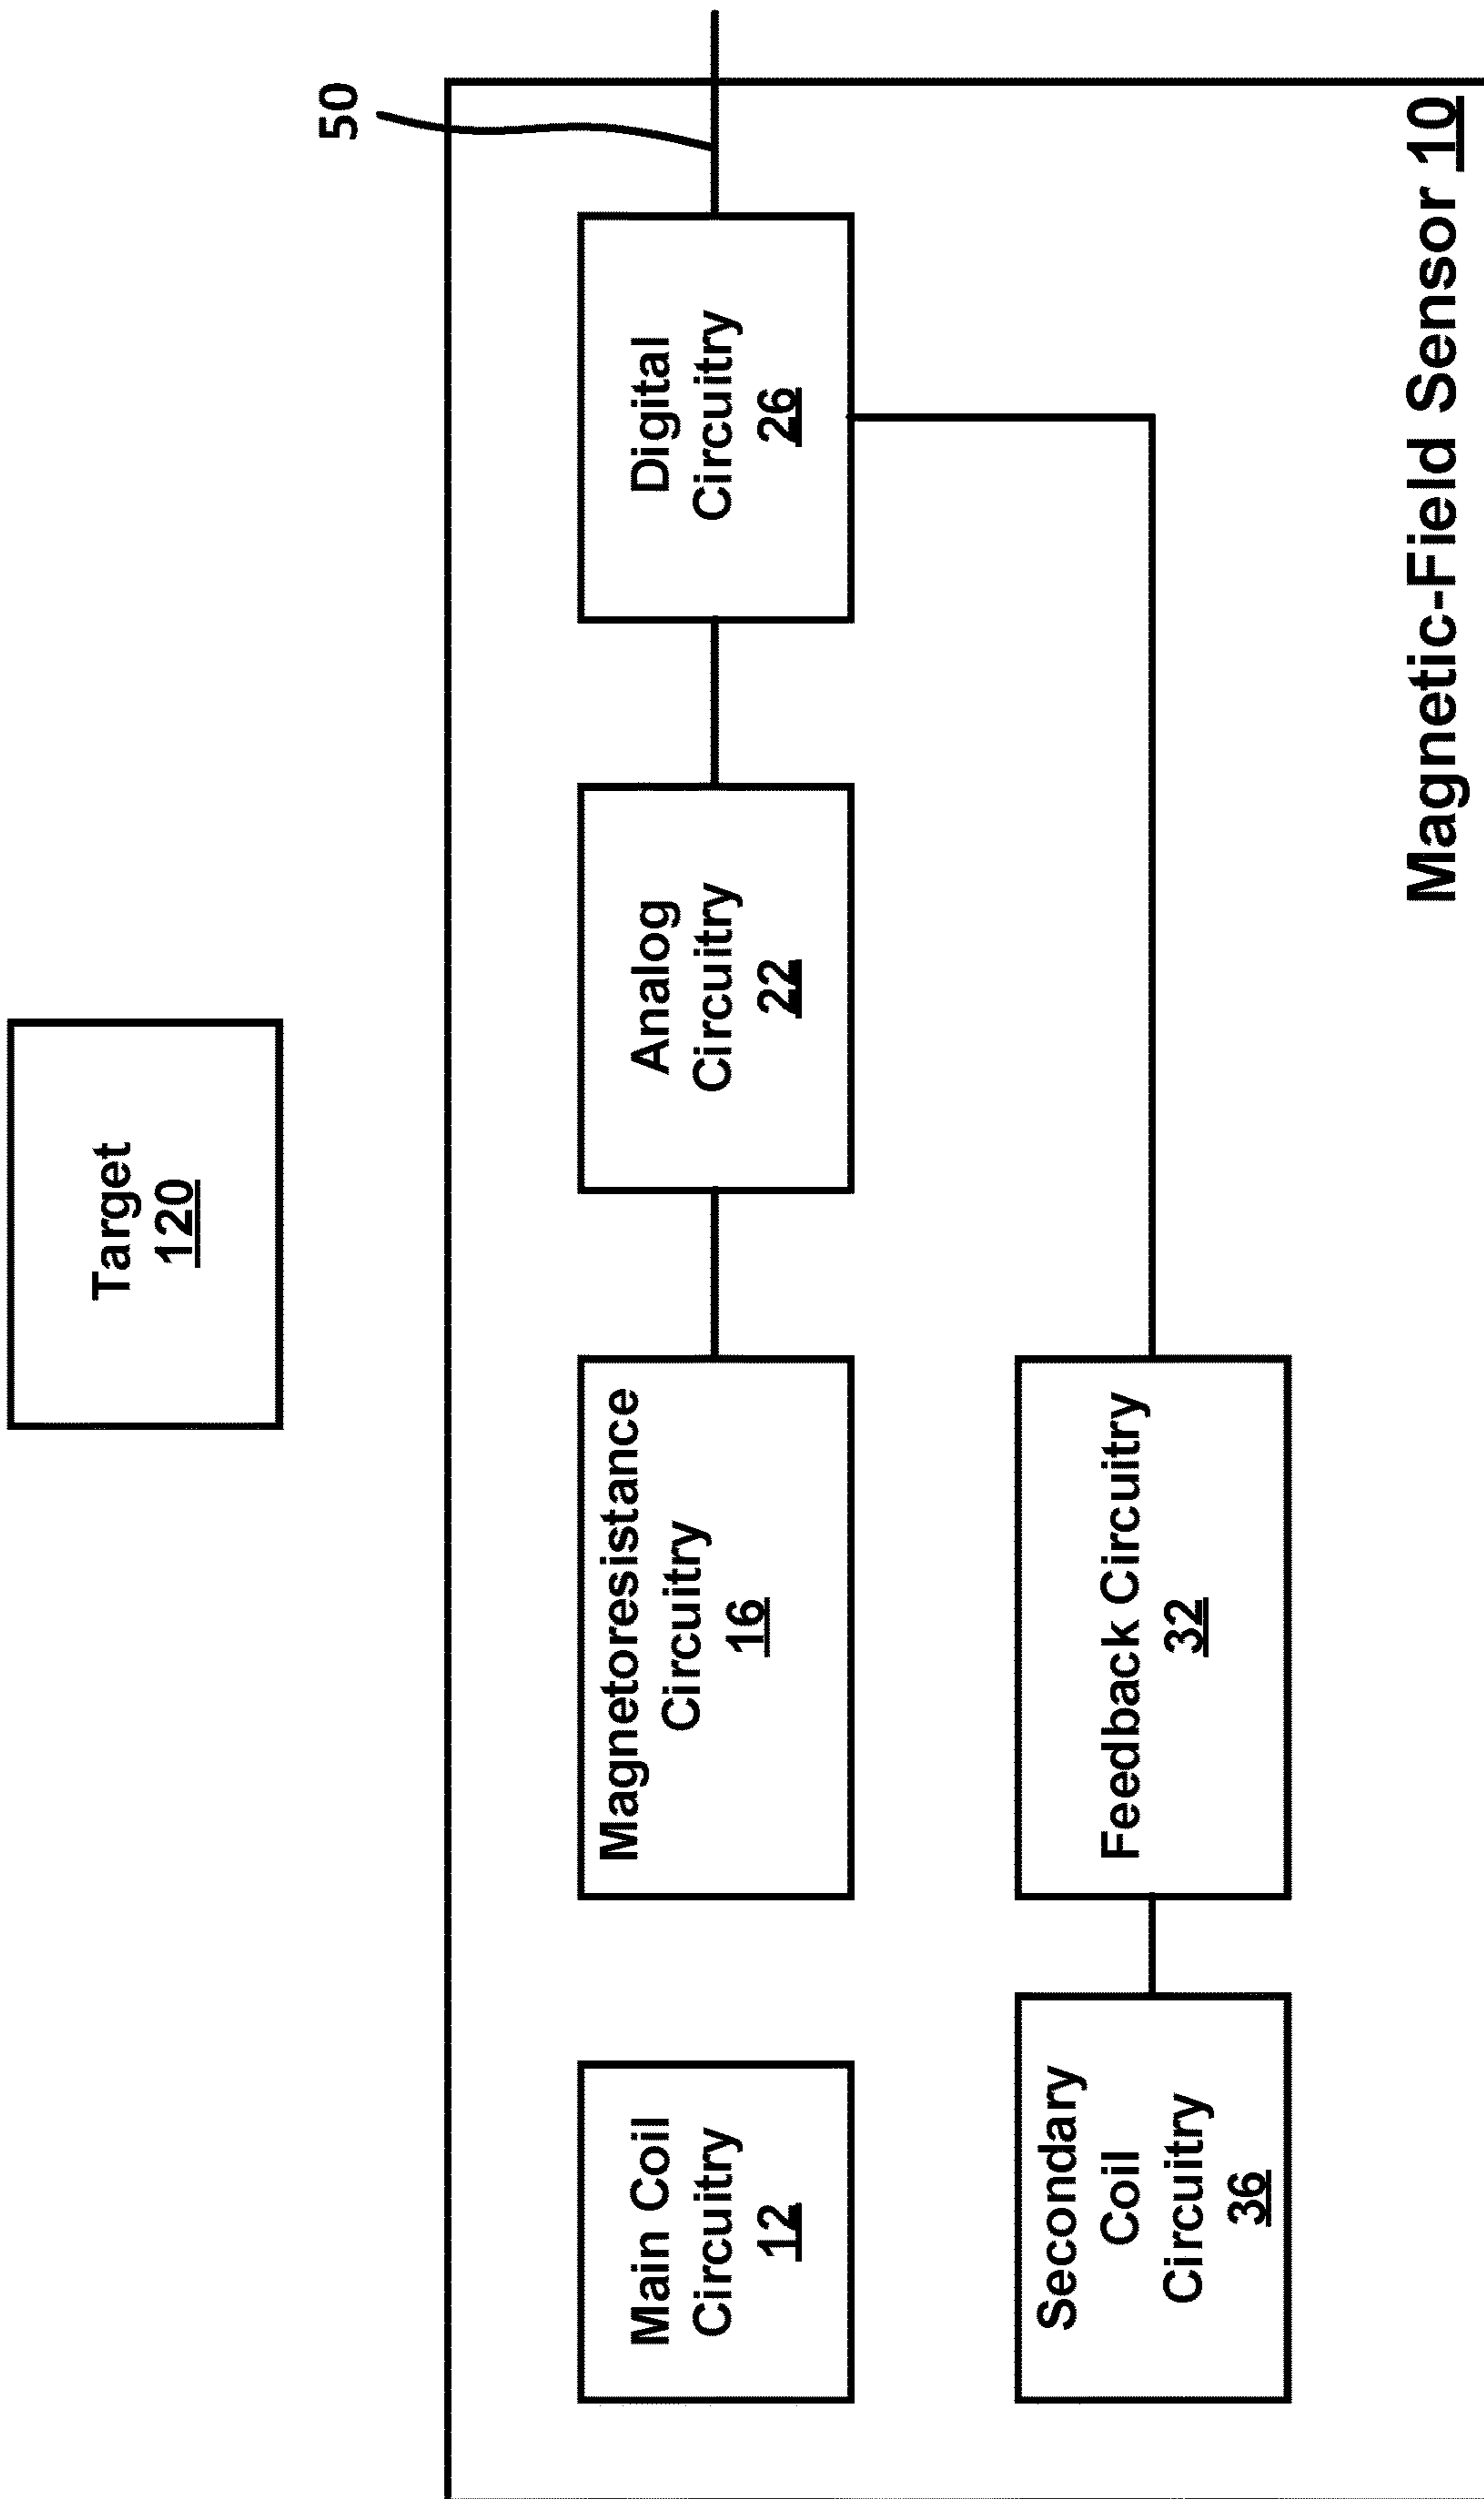 Target
120
50
Main Coil
Circuitry
12
Magnetoresistance
Circuitry
16
Analog
Circuitry
22
Digital
Circuitry
26
Secondary
Coil
Circuitry
36
Feedback Circuitry
32
Magnetic-Field Sensor 10